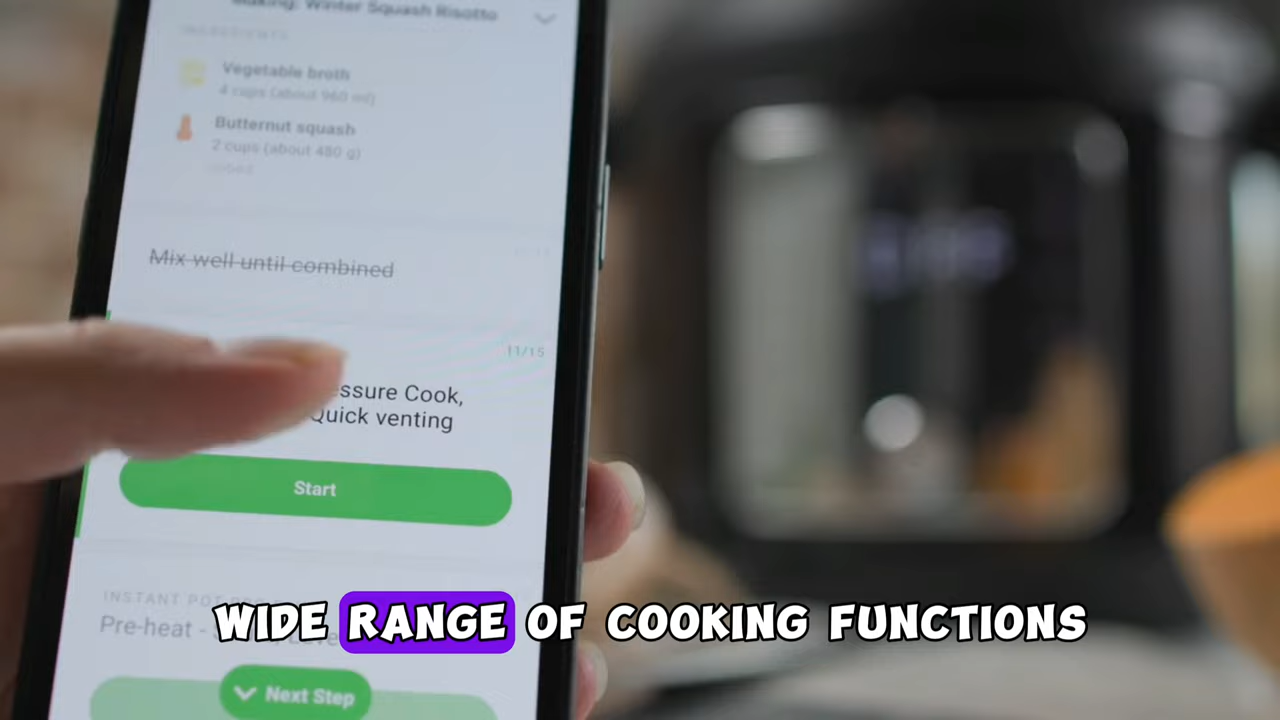 Making: Winter Squash Risotto
INGREDIENTS
Vegetable broth
4 cups (about 960 ml)
Butternut squash
2 cups (about 480 g)
Mix well until combined
11/15
ssure Cook,
Quick venting
Start
INSTANT POT
Pre-heat -
WIDE RANGE OF COOKING FUNCTIONS
Next Step